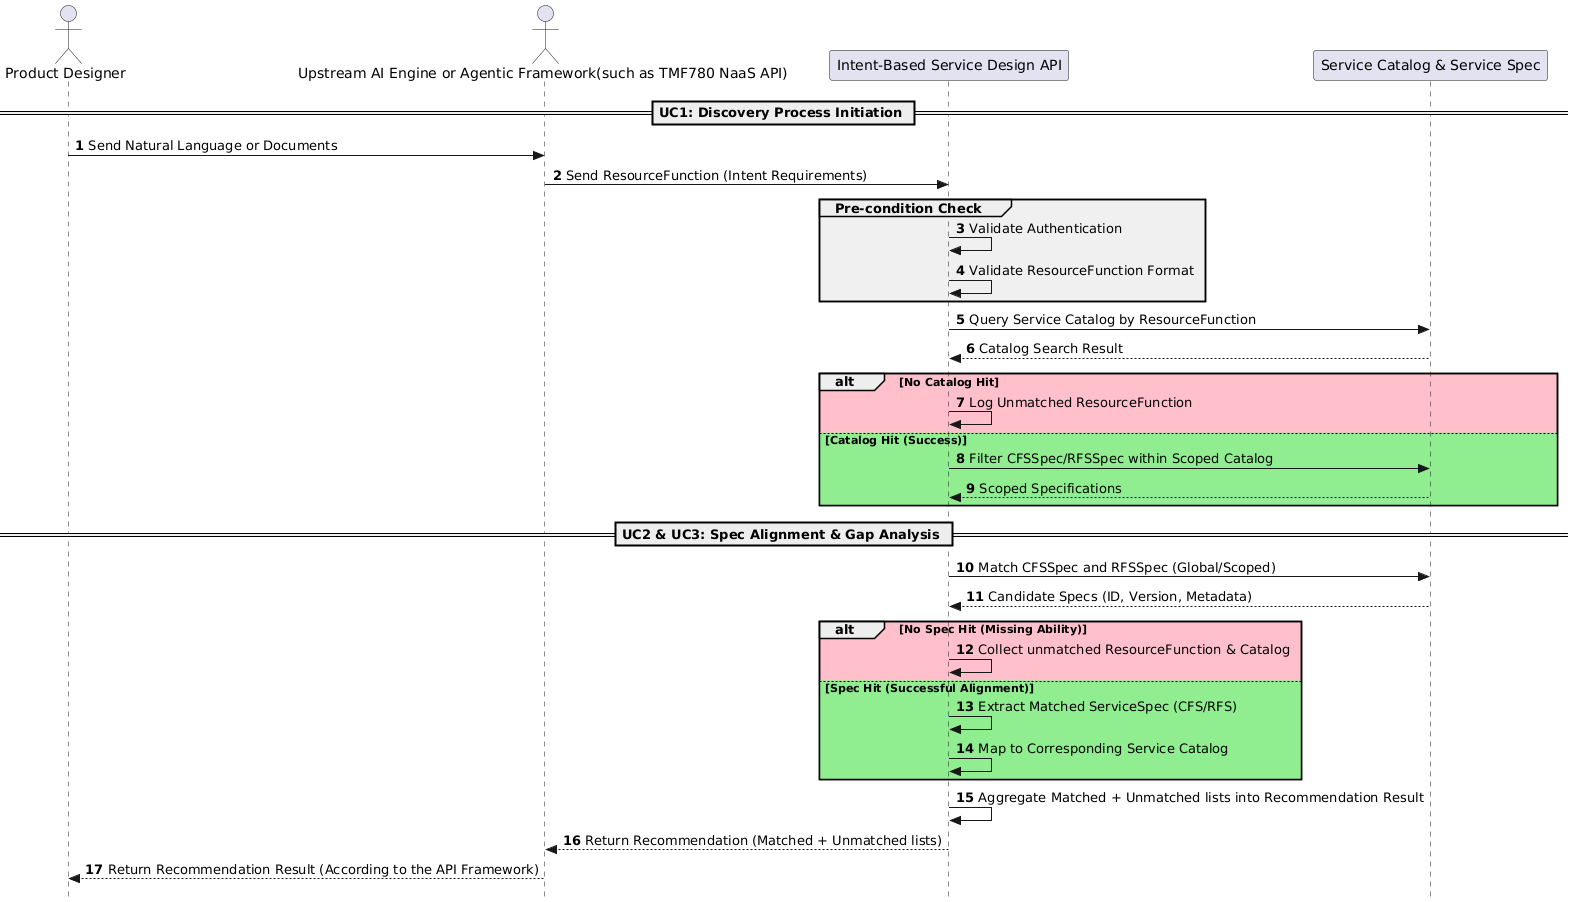 Product Designer
Upstream AI Engine or Agentic Framework(such as TMF780 NaaS API)
Intent-Based Service Design API
Service Catalog & Service Spec
UC1: Discovery Process Initiation
1 Send Natural Language or Documents
2 Send ResourceFunction (Intent Requirements)
Pre-condition Check
3 Validate Authentication
4 Validate ResourceFunction Format
5 Query Service Catalog by ResourceFunction
6 Catalog Search Result
alt [No Catalog Hit]
7 Log Unmatched ResourceFunction
[Catalog Hit (Success)]
8 Filter CFSSpec/RFSSpec within Scoped Catalog
9 Scoped Specifications
UC2 & UC3: Spec Alignment & Gap Analysis
10 Match CFSSpec and RFSSpec (Global/Scoped)
11 Candidate Specs (ID, Version, Metadata)
alt [No Spec Hit (Missing Ability)]
12 Collect unmatched ResourceFunction & Catalog
[Spec Hit (Successful Alignment)]
13 Extract Matched ServiceSpec (CFS/RFS)
14 Map to Corresponding Service Catalog
15 Aggregate Matched + Unmatched lists into Recommendation Result
16 Return Recommendation (Matched + Unmatched lists)
17 Return Recommendation Result (According to the API Framework)